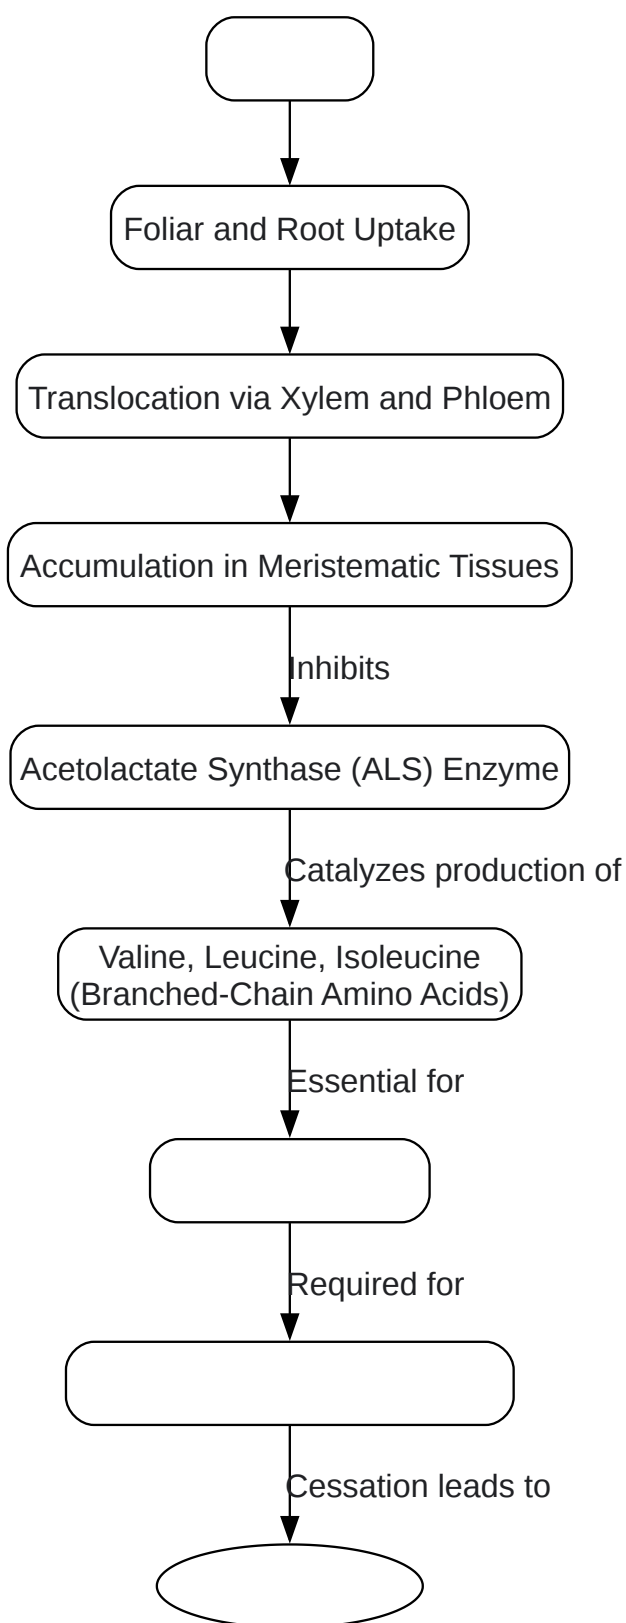 Foliar and Root Uptake
Translocation via Xylem and Phloem
Accumulation in Meristematic Tissues
Inhibits
Acetolactate Synthase (ALS) Enzyme
Catalyzes production of
Valine, Leucine, Isoleucine
(Branched-Chain Amino Acids)
Essential for
Required for
Cessation leads to